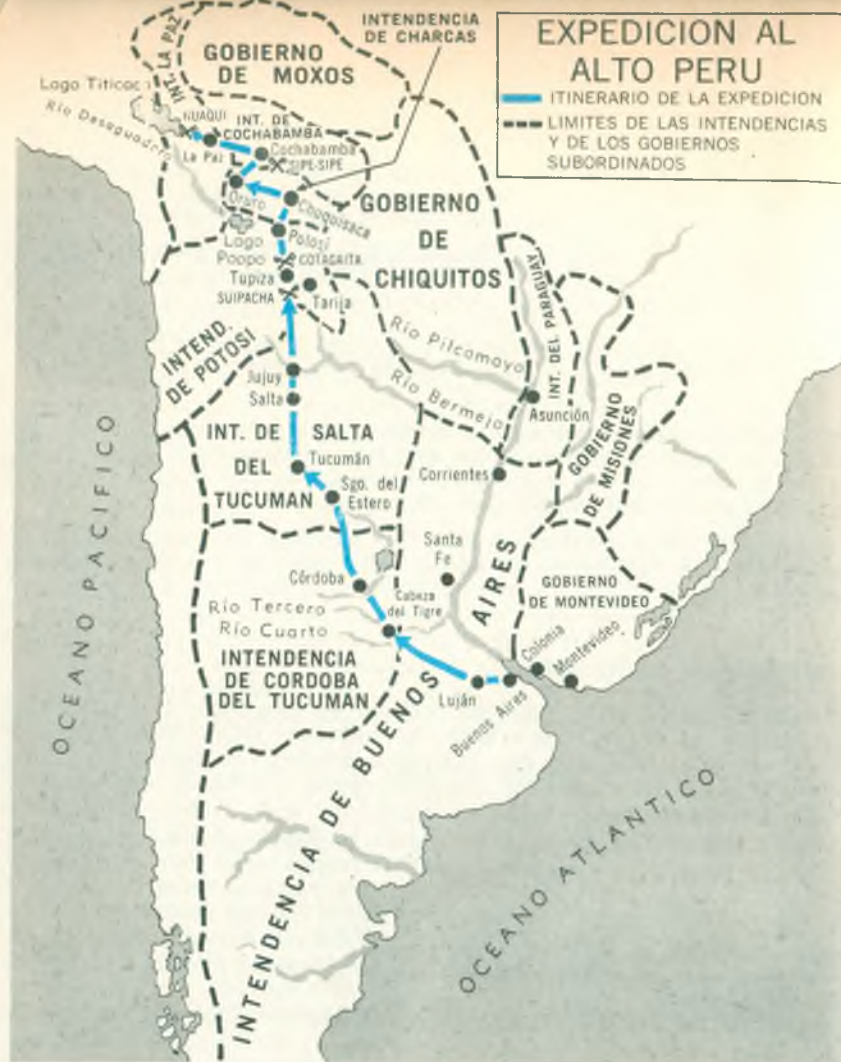 EXPEDICION AL
ALTO PERU
ITINERARIO DE LA EXPEDICION
LIMITES DE LAS INTENDENCIAS
Y DE LOS GOBIERNOS
SUBORDINADOS
INTENDENCIA
DE CHARCAS
INT. LA PAZ
GOBIERNO
DE MOXOS
Lago Titicaca
Río Desaguadero
HUAQUI
INT. DE
COCHABAMBA
La Paz
Cochabamba
SIPE-SIPE
Oruro
Chuquisaca
GOBIERNO
DE
CHIQUITOS
Lago
Poopo
Potosí
COTAGAITA
Tupiza
SUIPACHA
Tarija
INT. DEL PARAGUAY
INTEND.
DE POTOSI
Río Pilcomayo
Río Bermejo
Jujuy
Salta
Asunción
GOBIERNO
DE MISIONES
INT. DE SALTA
DEL
TUCUMAN
Tucumán
Sgo. del
Estero
Corrientes
Santa
Fe
Córdoba
Cabeza
del Tigre
Río Tercero
Río Cuarto
GOBIERNO
DE MONTEVIDEO
INTENDENCIA
DE CORDOBA
DEL TUCUMAN
Luján
Buenos Aires
Colonia
Montevideo
INTENDENCIA DE BUENOS AIRES
OCEANO PACIFICO
OCEANO ATLANTICO